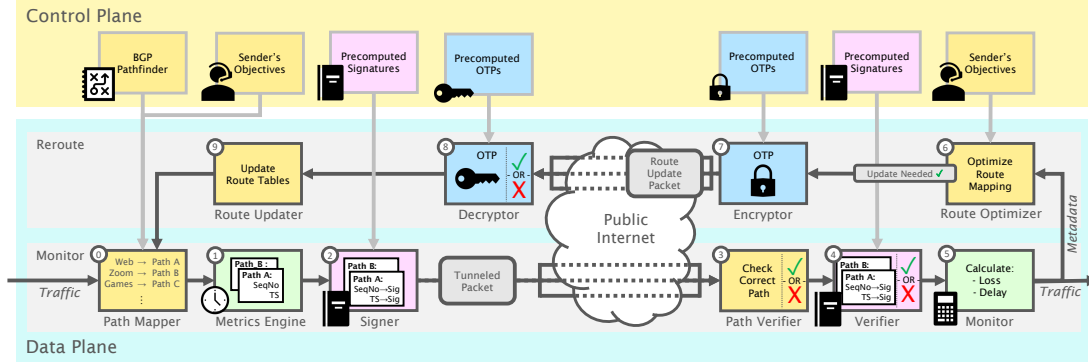 Control Plane
BGP
Pathfinder
Sender's
Objectives
Precomputed
Signatures
Precomputed
OTPs
Precomputed
OTPs
Precomputed
Signatures
Sender's
Objectives
Reroute
9
Update
Route Tables
Route Updater
8
OTP
- OR -
Decryptor
Route
Update
Packet
7
OTP
Encryptor
Update Needed ✓
6
Optimize
Route
Mapping
Route Optimizer
Public
Internet
Metadata
Monitor
Traffic
0
Web → Path A
Zoom → Path B
Games → Path C
⋮
Path Mapper
1
Path_B :
Path A:
SeqNo
TS
Metrics Engine
2
Path B:
Path A:
SeqNo→Sig
TS→Sig
Signer
Tunneled
Packet
3
Check
Correct
Path
- OR -
Path Verifier
4
Path B:
Path A:
SeqNo→Sig
TS→Sig
- OR -
Verifier
5
Calculate:
- Loss
- Delay
Monitor
Traffic
Data Plane